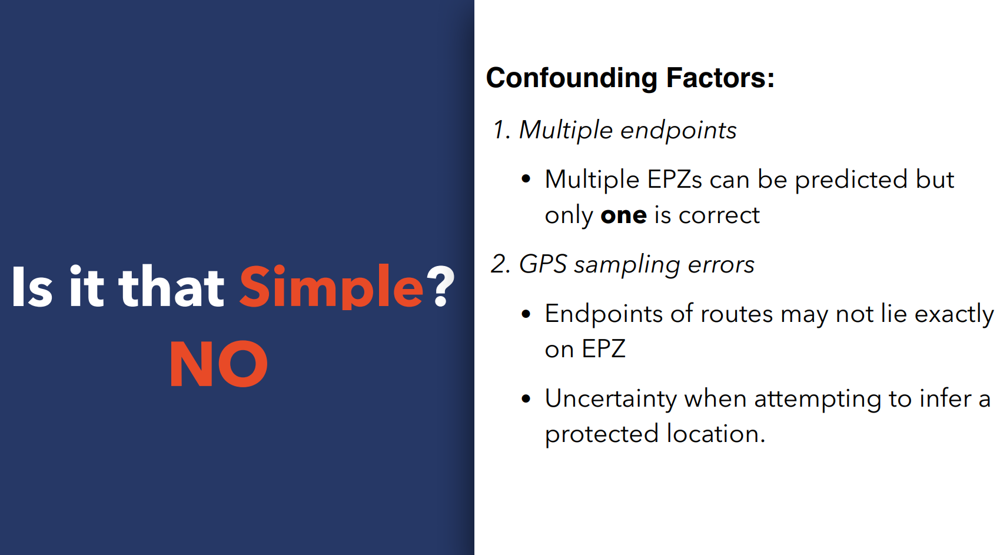 Is it that Simple?
NO
Confounding Factors:
1. Multiple endpoints
• Multiple EPZs can be predicted but
only one is correct
2. GPS sampling errors
• Endpoints of routes may not lie exactly
on EPZ
• Uncertainty when attempting to infer a
protected location.